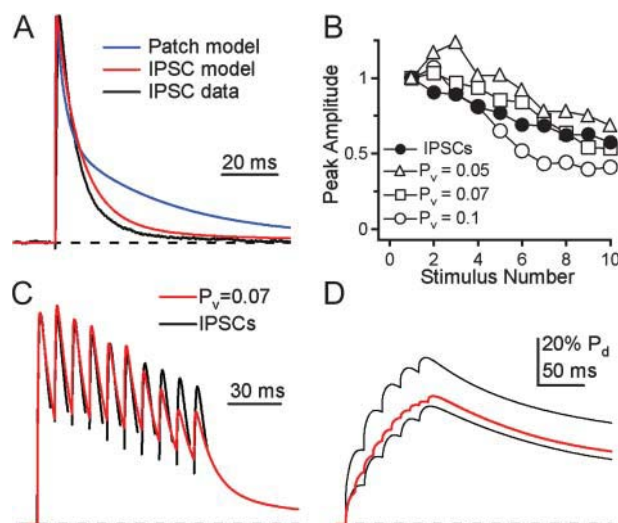 A
Patch model
IPSC model
IPSC data
20 ms
B
Peak Amplitude
1
0.5
0
IPSCs
Pv = 0.05
Pv = 0.07
Pv = 0.1
0 2 4 6 8 10
Stimulus Number
C
Pv=0.07
IPSCs
30 ms
D
20% Pd
50 ms